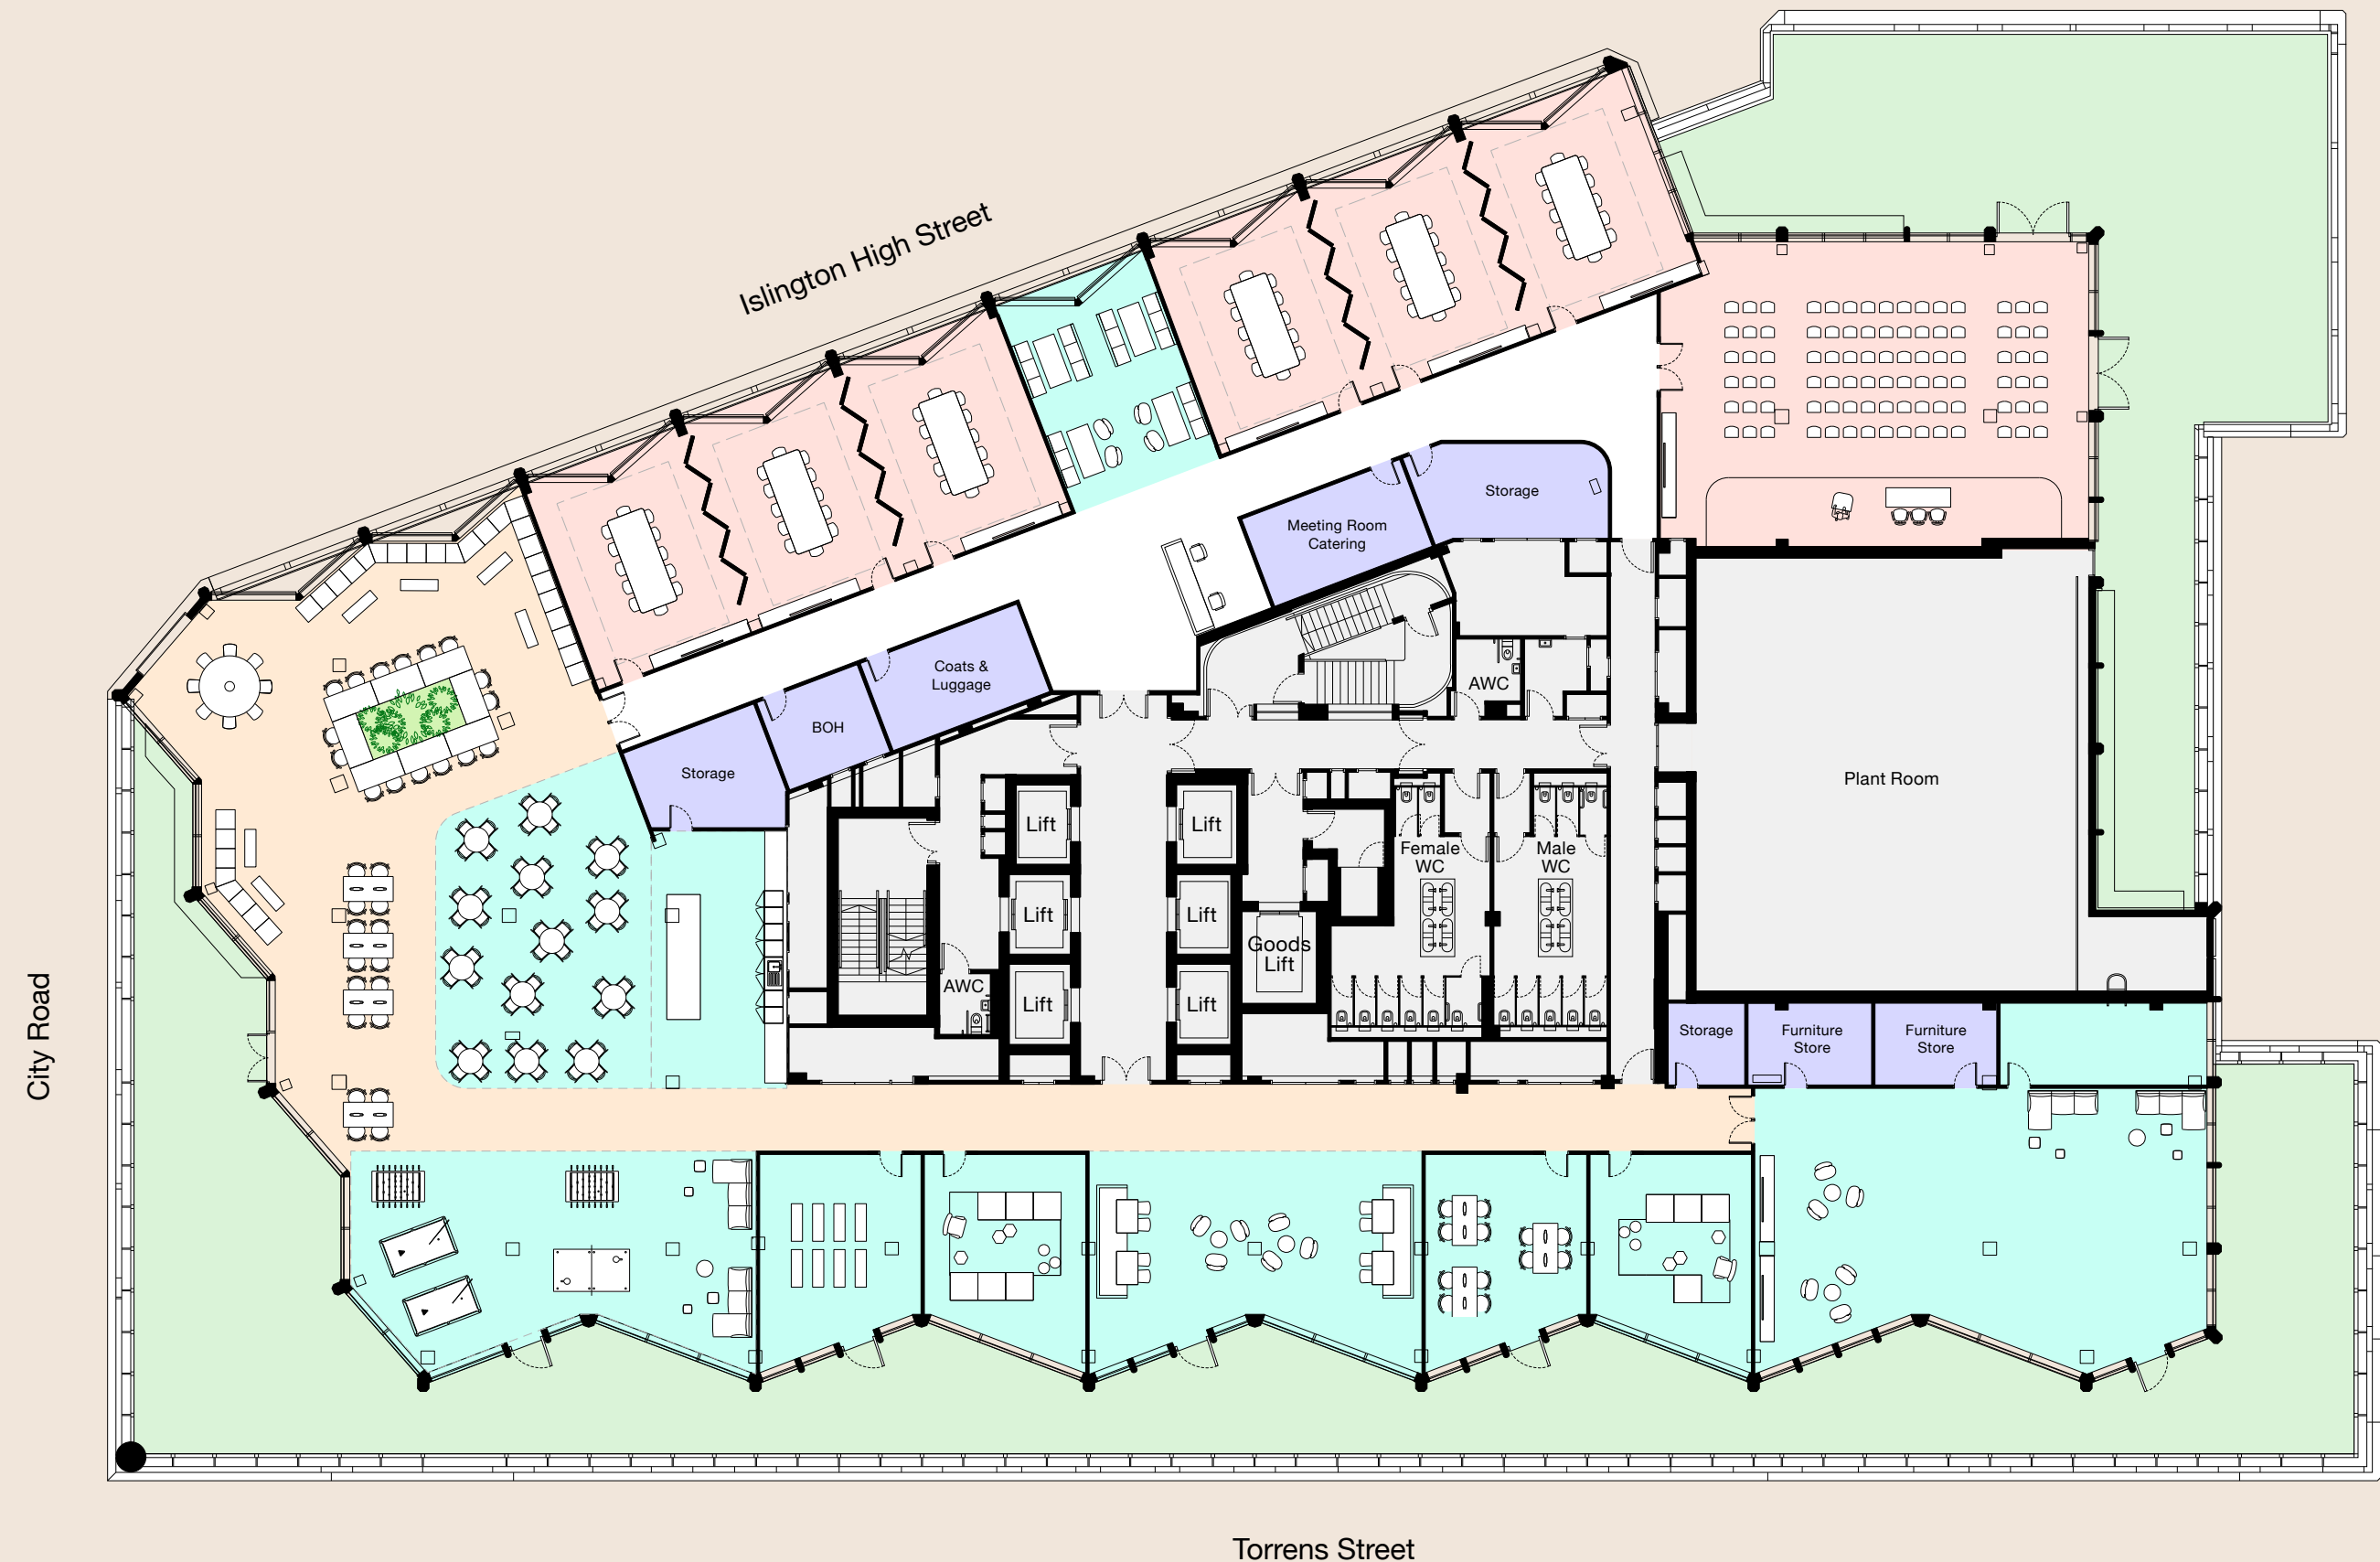 Islington High Street
Storage
Meeting Room
Catering
Coats &
Luggage
AWC
BOH
Storage
Plant Room
Lift
Lift
Female
WC
Male
WC
Lift
Lift
Goods
Lift
AWC
Lift
Lift
City Road
Storage
Furniture
Store
Furniture
Store
Torrens Street